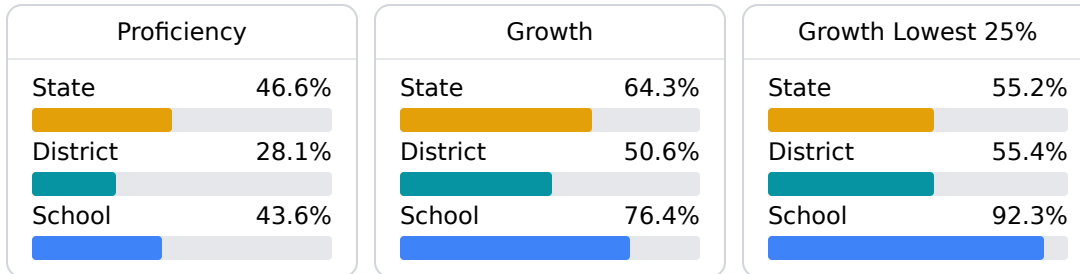 Proficiency
State 46.6%
District 28.1%
School 43.6%
Growth
State 64.3%
District 50.6%
School 76.4%
Growth Lowest 25%
State 55.2%
District 55.4%
School 92.3%